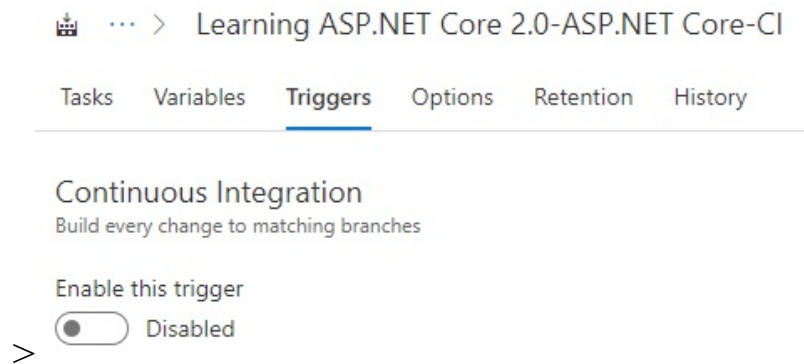 ··· > Learning ASP.NET Core 2.0-ASP.NET Core-CI
Tasks Variables Triggers Options Retention History
Continuous Integration
Build every change to matching branches
Enable this trigger
Disabled
>